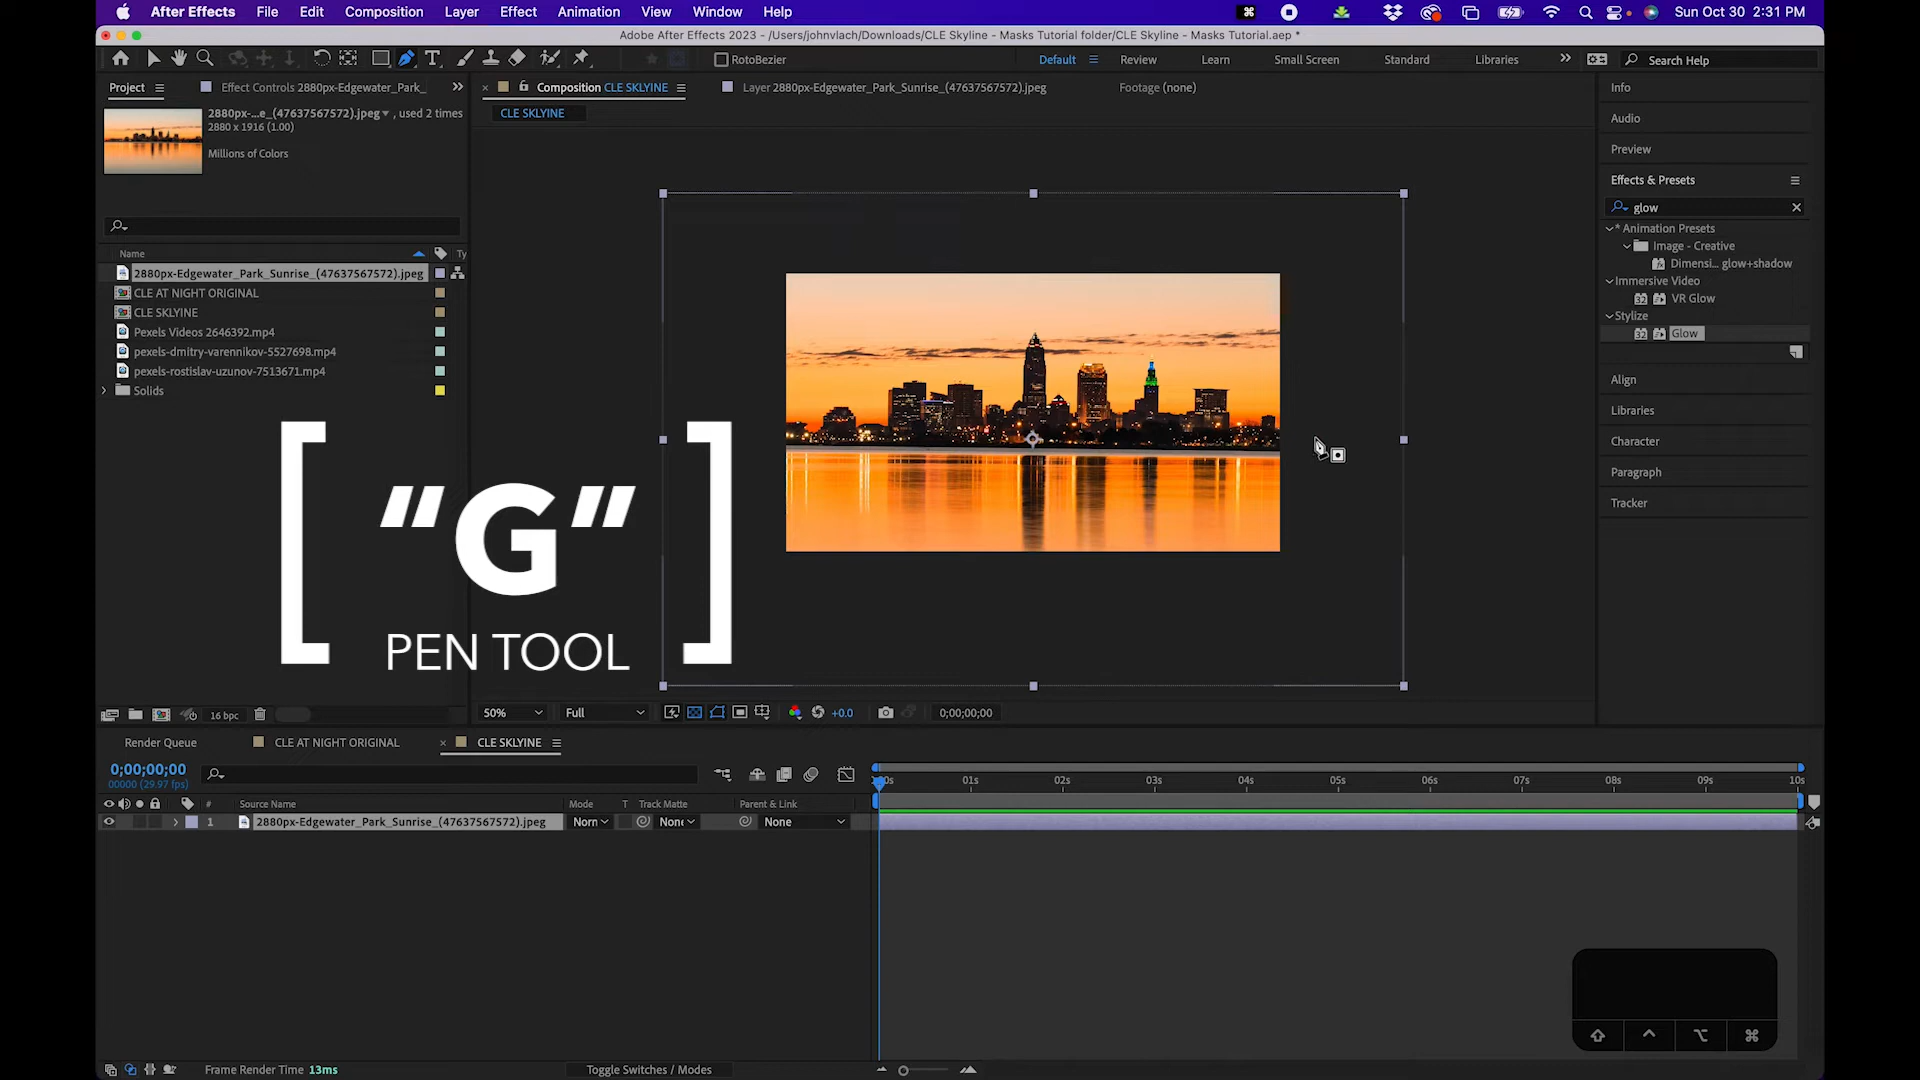 After Effects File Edit Composition Layer Effect Animation View Window Help Sun Oct 30 2:31 PM
Adobe After Effects 2023 - /Users/johnvlach/Downloads/CLE Skyline - Masks Tutorial folder/CLE Skyline - Masks Tutorial.aep *
RotoBezier Default Review Learn Small Screen Standard Libraries Search Help
Project Effect Controls 2880px-Edgewater_Park_ Composition CLE SKLYINE Layer 2880px-Edgewater_Park_Sunrise_(47637567572).jpeg Footage (none)
2880px-...e_(47637567572).jpeg , used 2 times
2880 x 1916 (1.00)
Millions of Colors
CLE SKLYINE
Info
Audio
Preview
Effects & Presets
glow
* Animation Presets
Image - Creative
Dimensi... glow+shadow
Immersive Video
32 VR Glow
Stylize
32 Glow
Align
Libraries
Character
Paragraph
Tracker
Name Ty
2880px-Edgewater_Park_Sunrise_(47637567572).jpeg
CLE AT NIGHT ORIGINAL
CLE SKLYINE
Pexels Videos 2646392.mp4
pexels-dmitry-varennikov-5527698.mp4
pexels-rostislav-uzunov-7513671.mp4
Solids
[ “G” ]
PEN TOOL
16 bpc
50% Full +0.0 0;00;00;00
Render Queue CLE AT NIGHT ORIGINAL CLE SKLYINE
0;00;00;00
00000 (29.97 fps)
:00s 01s 02s 03s 04s 05s 06s 07s 08s 09s 10s
# Source Name Mode T Track Matte Parent & Link
1 2880px-Edgewater_Park_Sunrise_(47637567572).jpeg Norn None None
Frame Render Time 13ms Toggle Switches / Modes